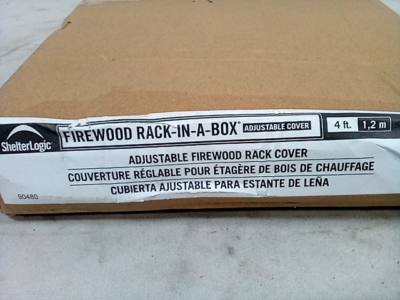 ShelterLogic
FIREWOOD RACK-IN-A-BOX™ ADJUSTABLE COVER 4 ft. 1,2 m
ADJUSTABLE FIREWOOD RACK COVER
COUVERTURE RÉGLABLE POUR ÉTAGÈRE DE BOIS DE CHAUFFAGE
CUBIERTA AJUSTABLE PARA ESTANTE DE LEÑA
90480